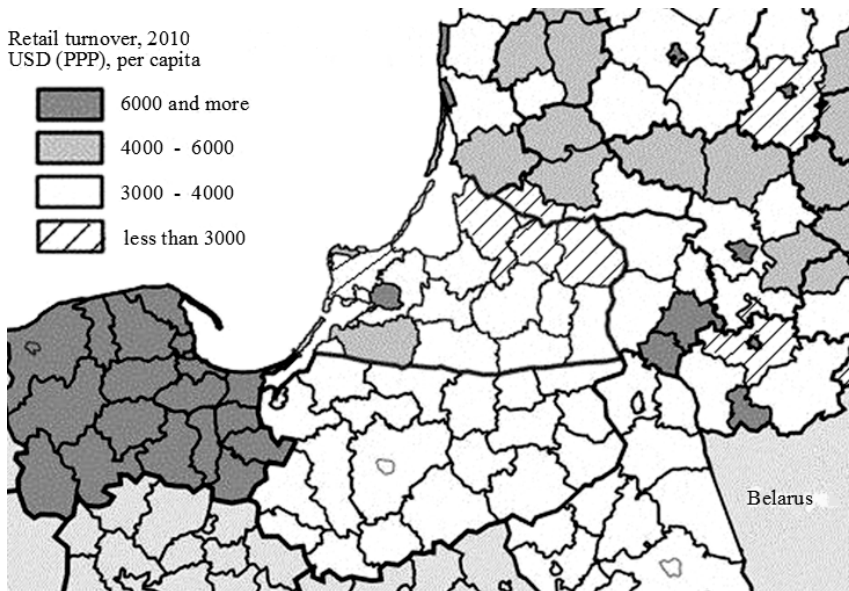 Retail turnover, 2010
USD (PPP), per capita
6000 and more
4000 - 6000
3000 - 4000
less than 3000
Belarus